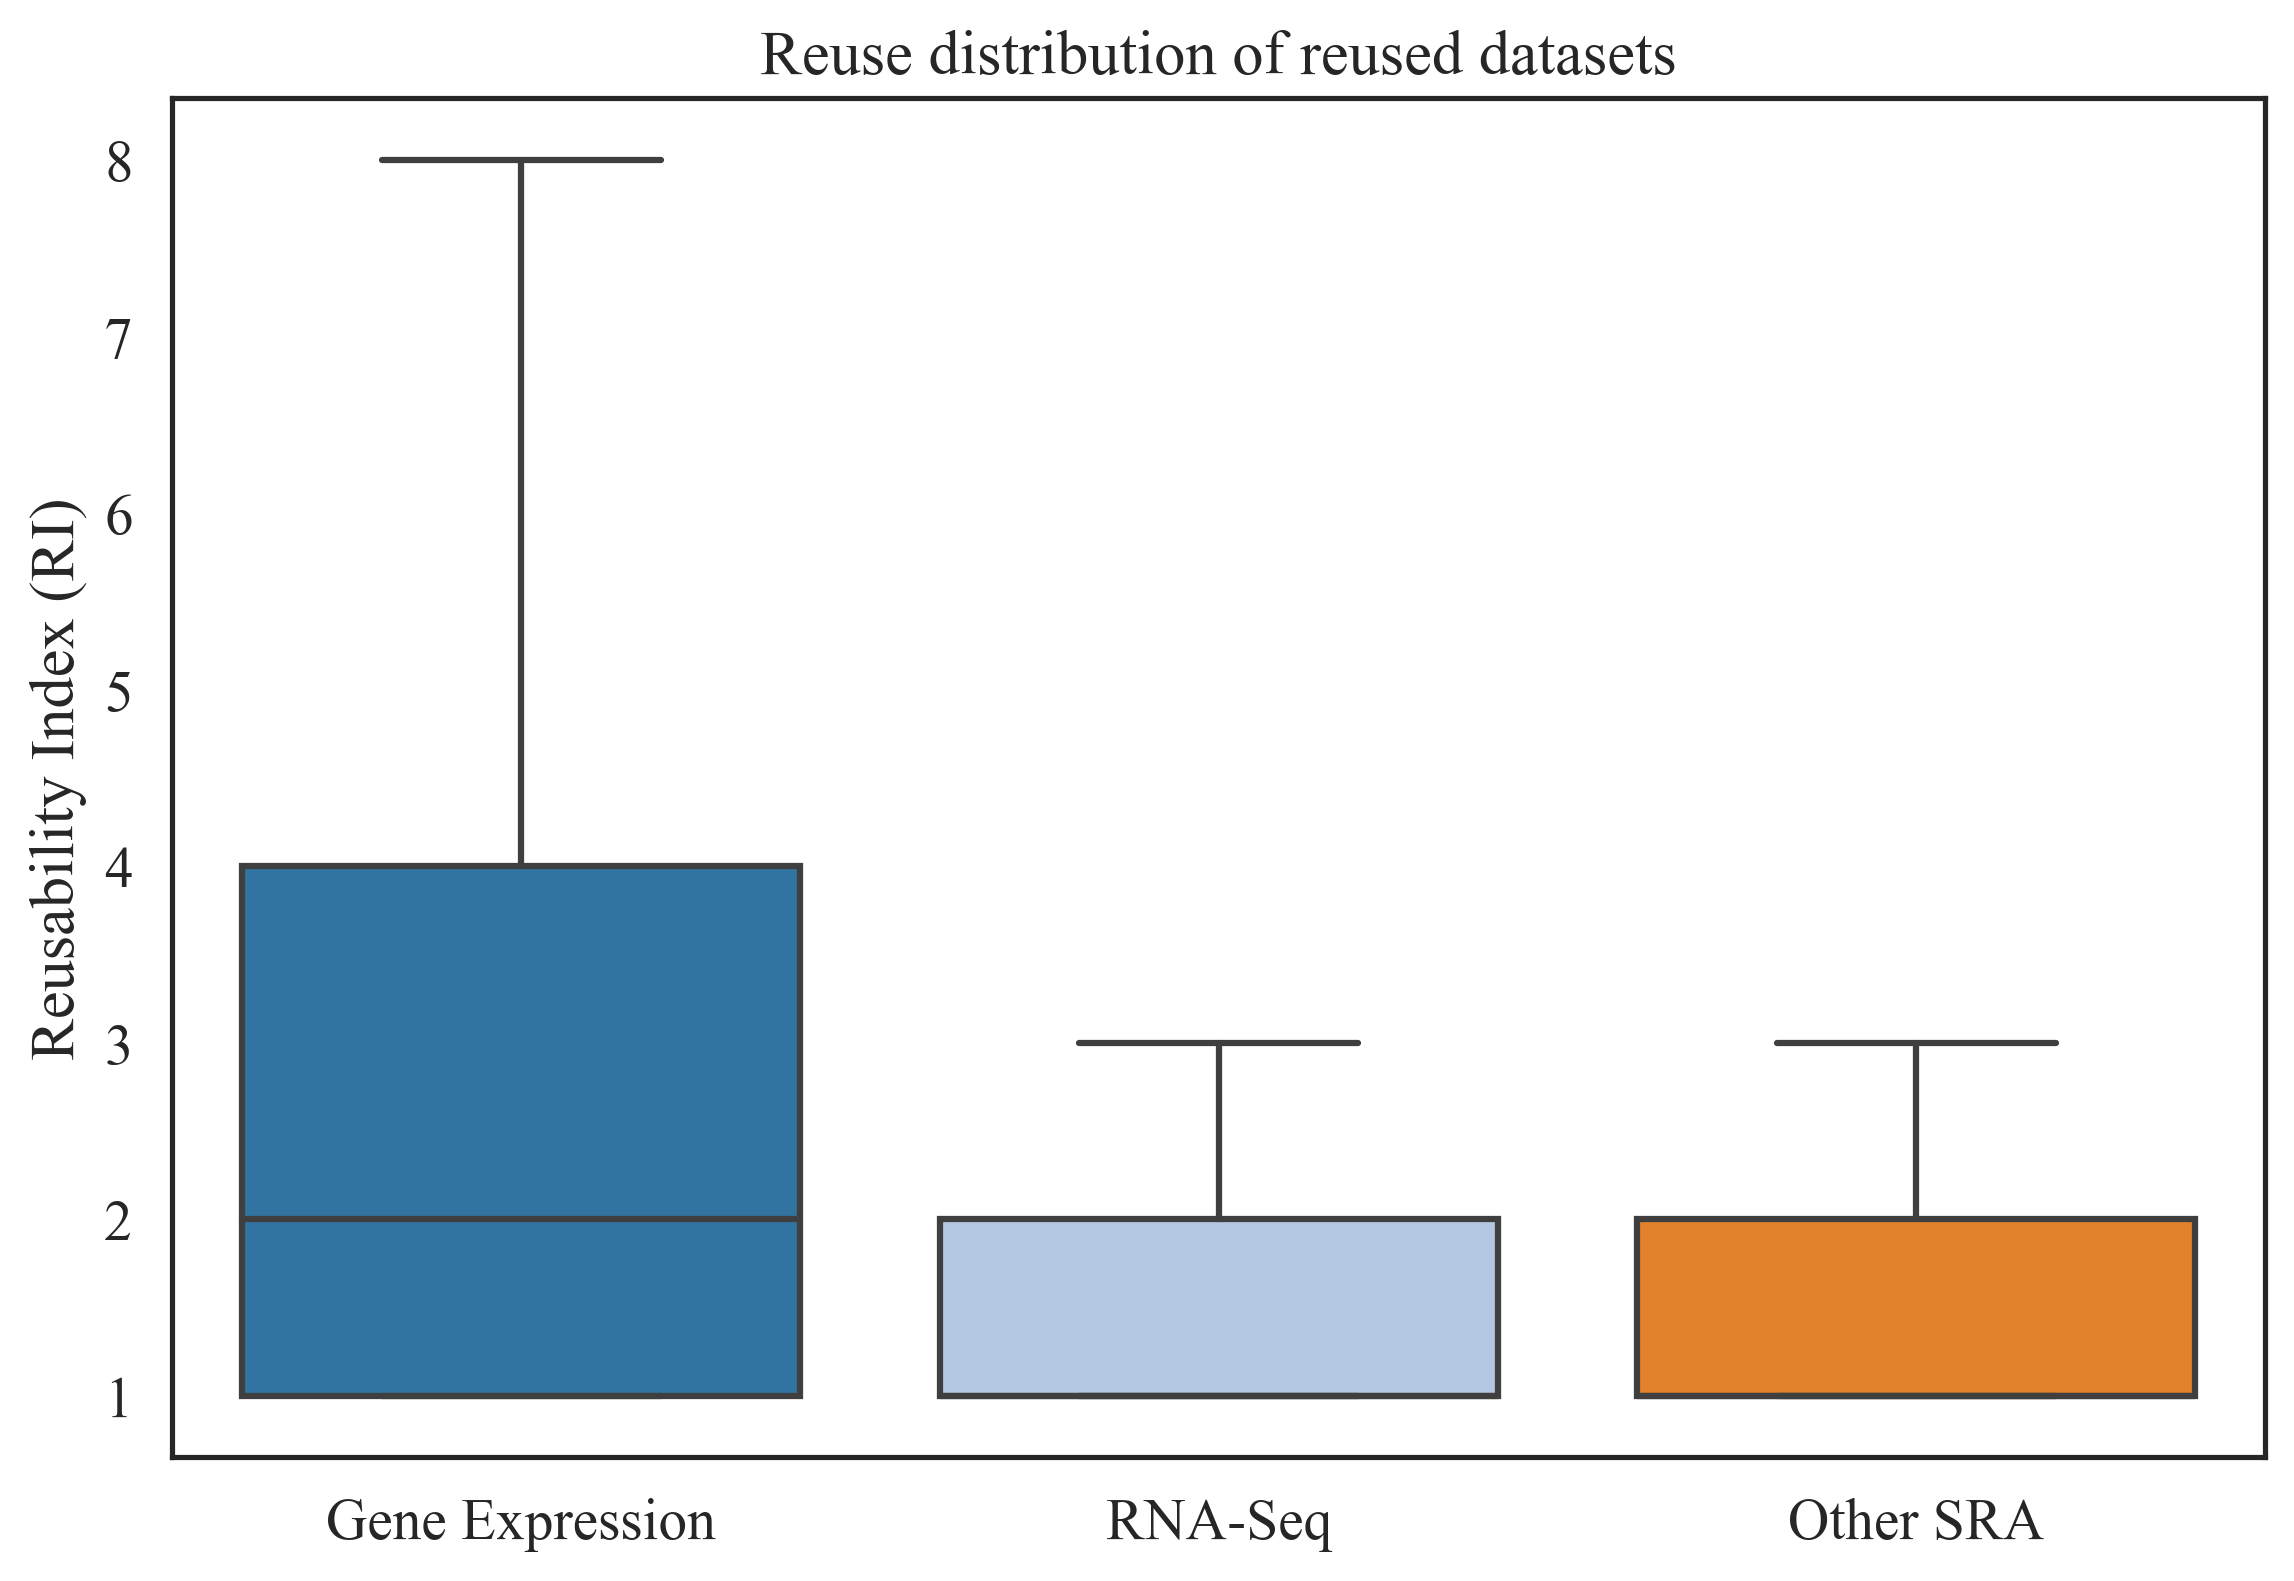 Reuse distribution of reused datasets
Reusability Index (RI)
8
7
6
5
4
3
2
1
Gene Expression
RNA-Seq
Other SRA